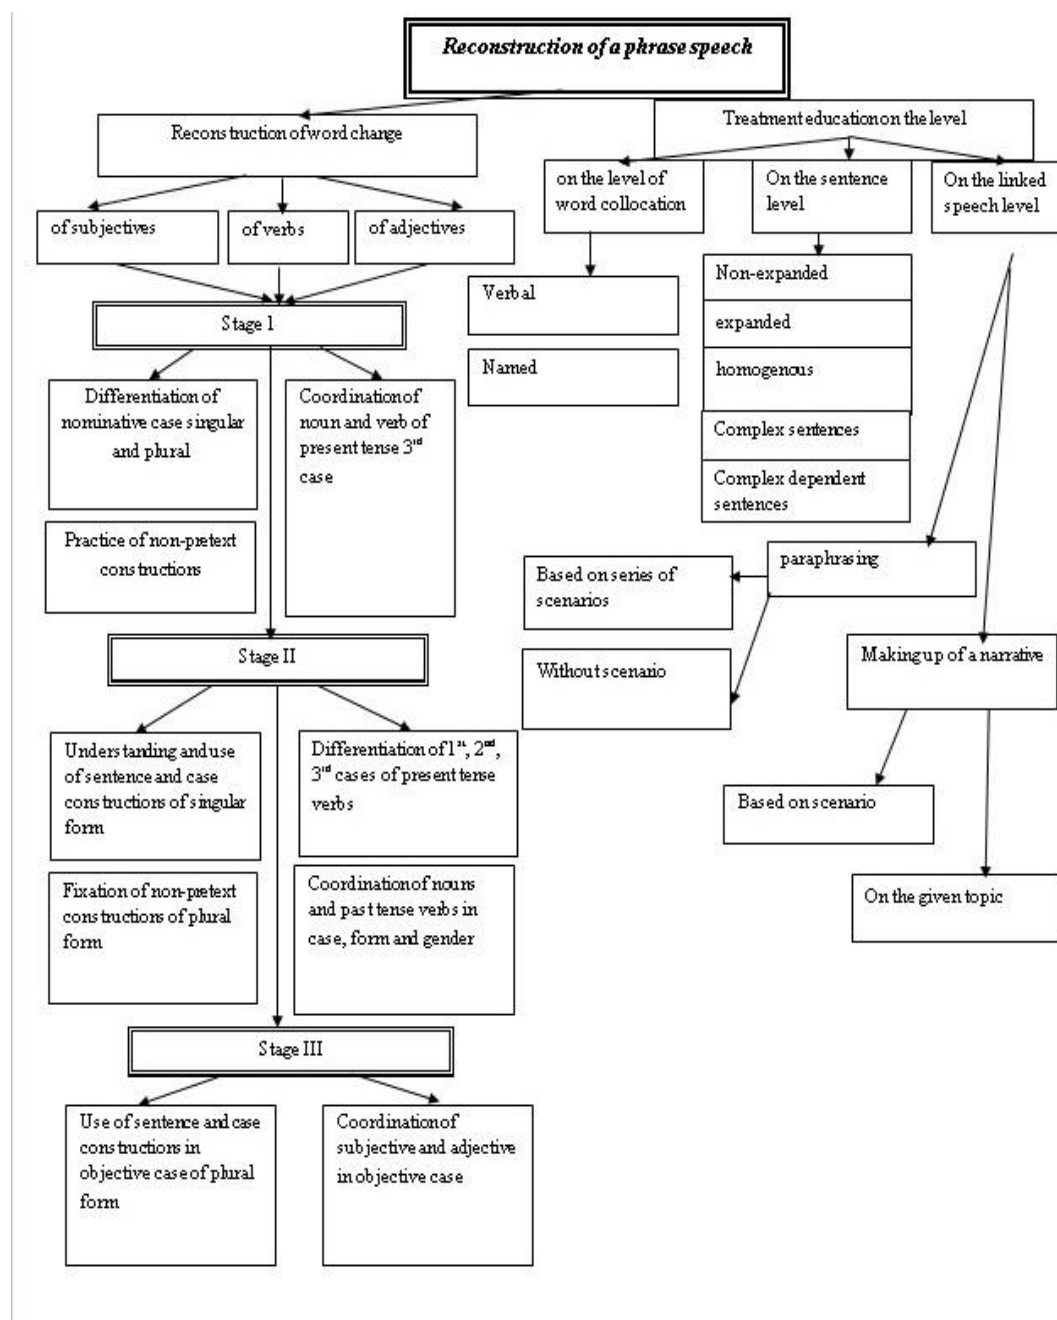 Reconstruction of a phrase speech
Reconstruction of word change
Treatment education on the level
of subjectives
of verbs
of adjectives
on the level of
word collocation
On the sentence
level
On the linked
speech level
Verbal
Named
Non-expanded
expanded
homogenous
Complex sentences
Complex dependent
sentences
Stage I
Differentiation of
nominative case singular
and plural
Coordination of
noun and verb of
present tense 3rd
case
Practice of non-pretext
constructions
paraphrasing
Based on series of
scenarios
Without scenario
Making up of a narrative
Based on scenario
On the given topic
Stage II
Understanding and use
of sentence and case
constructions of singular
form
Differentiation of 1st, 2nd,
3rd cases of present tense
verbs
Fixation of non-pretext
constructions of plural
form
Coordination of nouns
and past tense verbs in
case, form and gender
Stage III
Use of sentence and case
constructions in
objective case of plural
form
Coordination of
subjective and adjective
in objective case